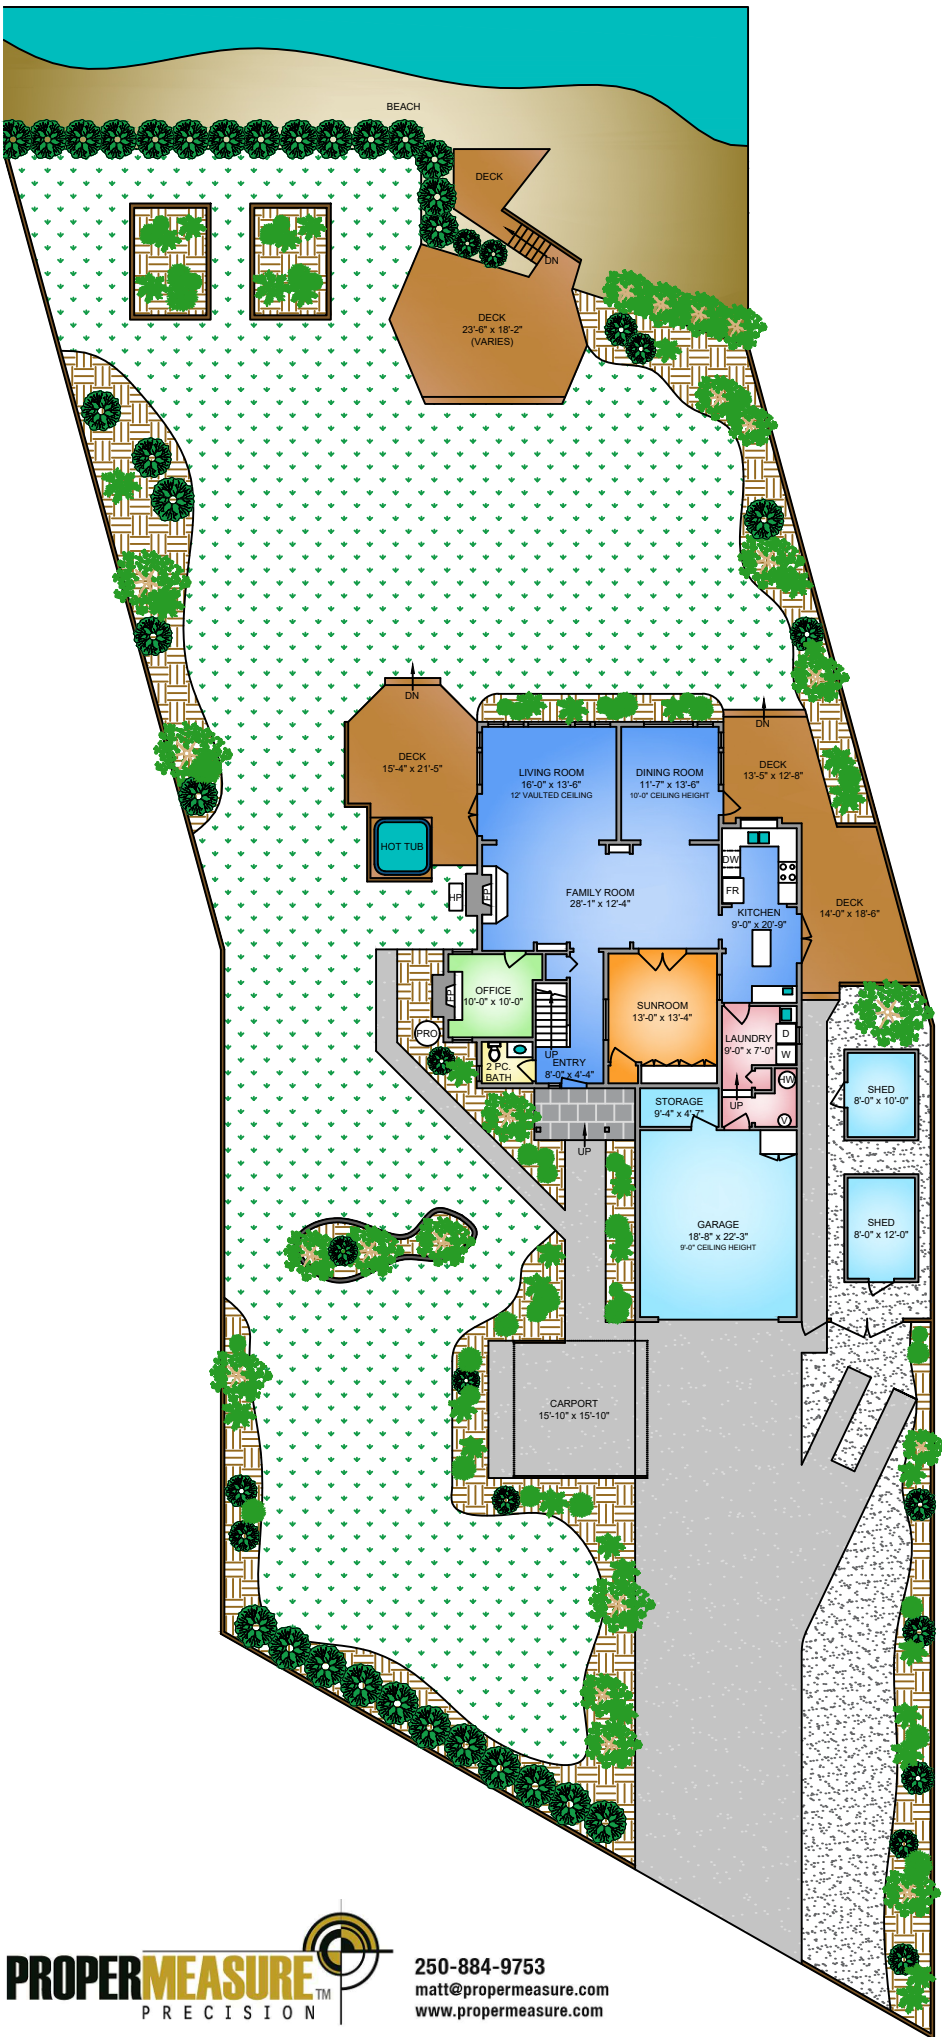 BEACH
DECK
DN
DECK
23'-6" x 18'-2"
(VARIES)
DN
DN
DECK
15'-4" x 21'-5"
LIVING ROOM
16'-0" x 13'-6"
12' VAULTED CEILING
DINING ROOM
11'-7" x 13'-6"
10'-0" CEILING HEIGHT
DECK
13'-5" x 12'-8"
HOT TUB
DW
FR
HP
FP
FAMILY ROOM
28'-1" x 12'-4"
KITCHEN
9'-0" x 20'-9"
DECK
14'-0" x 18'-6"
OFFICE
10'-0" x 10'-0"
FP
SUNROOM
13'-0" x 13'-4"
PRO
LAUNDRY
9'-0" x 7'-0"
D
W
UP
2 PC.
BATH
ENTRY
8'-0" x 4'-4"
HW
UP
V
STORAGE
9'-4" x 4'-7"
SHED
8'-0" x 10'-0"
UP
GARAGE
18'-8" x 22'-3"
9'-0" CEILING HEIGHT
SHED
8'-0" x 12'-0"
CARPORT
15'-10" x 15'-10"
PROPERMEASURE TM
PRECISION
250-884-9753
matt@propermeasure.com
www.propermeasure.com